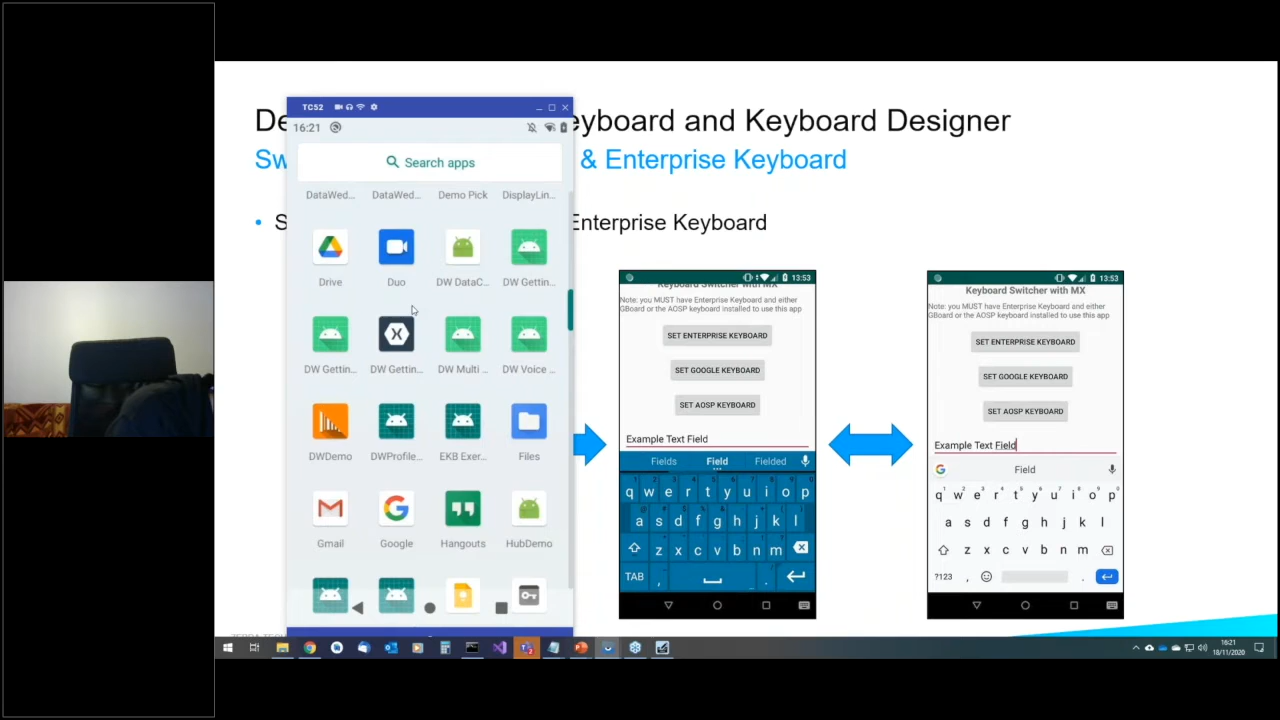 De
eyboard and Keyboard Designer
Sw
& Enterprise Keyboard
S
Enterprise Keyboard
TC52
16:21
Search apps
DataWed... DataWed... Demo Pick DisplayLin...
Drive Duo DW DataC... DW Gettin...
DW Gettin... DW Gettin... DW Multi ... DW Voice ...
DWDemo DWProfile... EKB Exer... Files
Gmail Google Hangouts HubDemo
13:53
Keyboard Switcher with MX
Note: you MUST have Enterprise Keyboard and either
GBoard or the AOSP keyboard installed to use this app
SET ENTERPRISE KEYBOARD
SET GOOGLE KEYBOARD
SET AOSP KEYBOARD
Example Text Field
Fields Field Fielded
q w e r t y u i o p
a s d f g h j k l
z x c v b n m
TAB , .
13:53
Keyboard Switcher with MX
Note: you MUST have Enterprise Keyboard and either
GBoard or the AOSP keyboard installed to use this app
SET ENTERPRISE KEYBOARD
SET GOOGLE KEYBOARD
SET AOSP KEYBOARD
Example Text Field
Field
q w e r t y u i o p
a s d f g h j k l
z x c v b n m
?123 , .
16:21
18/11/2020